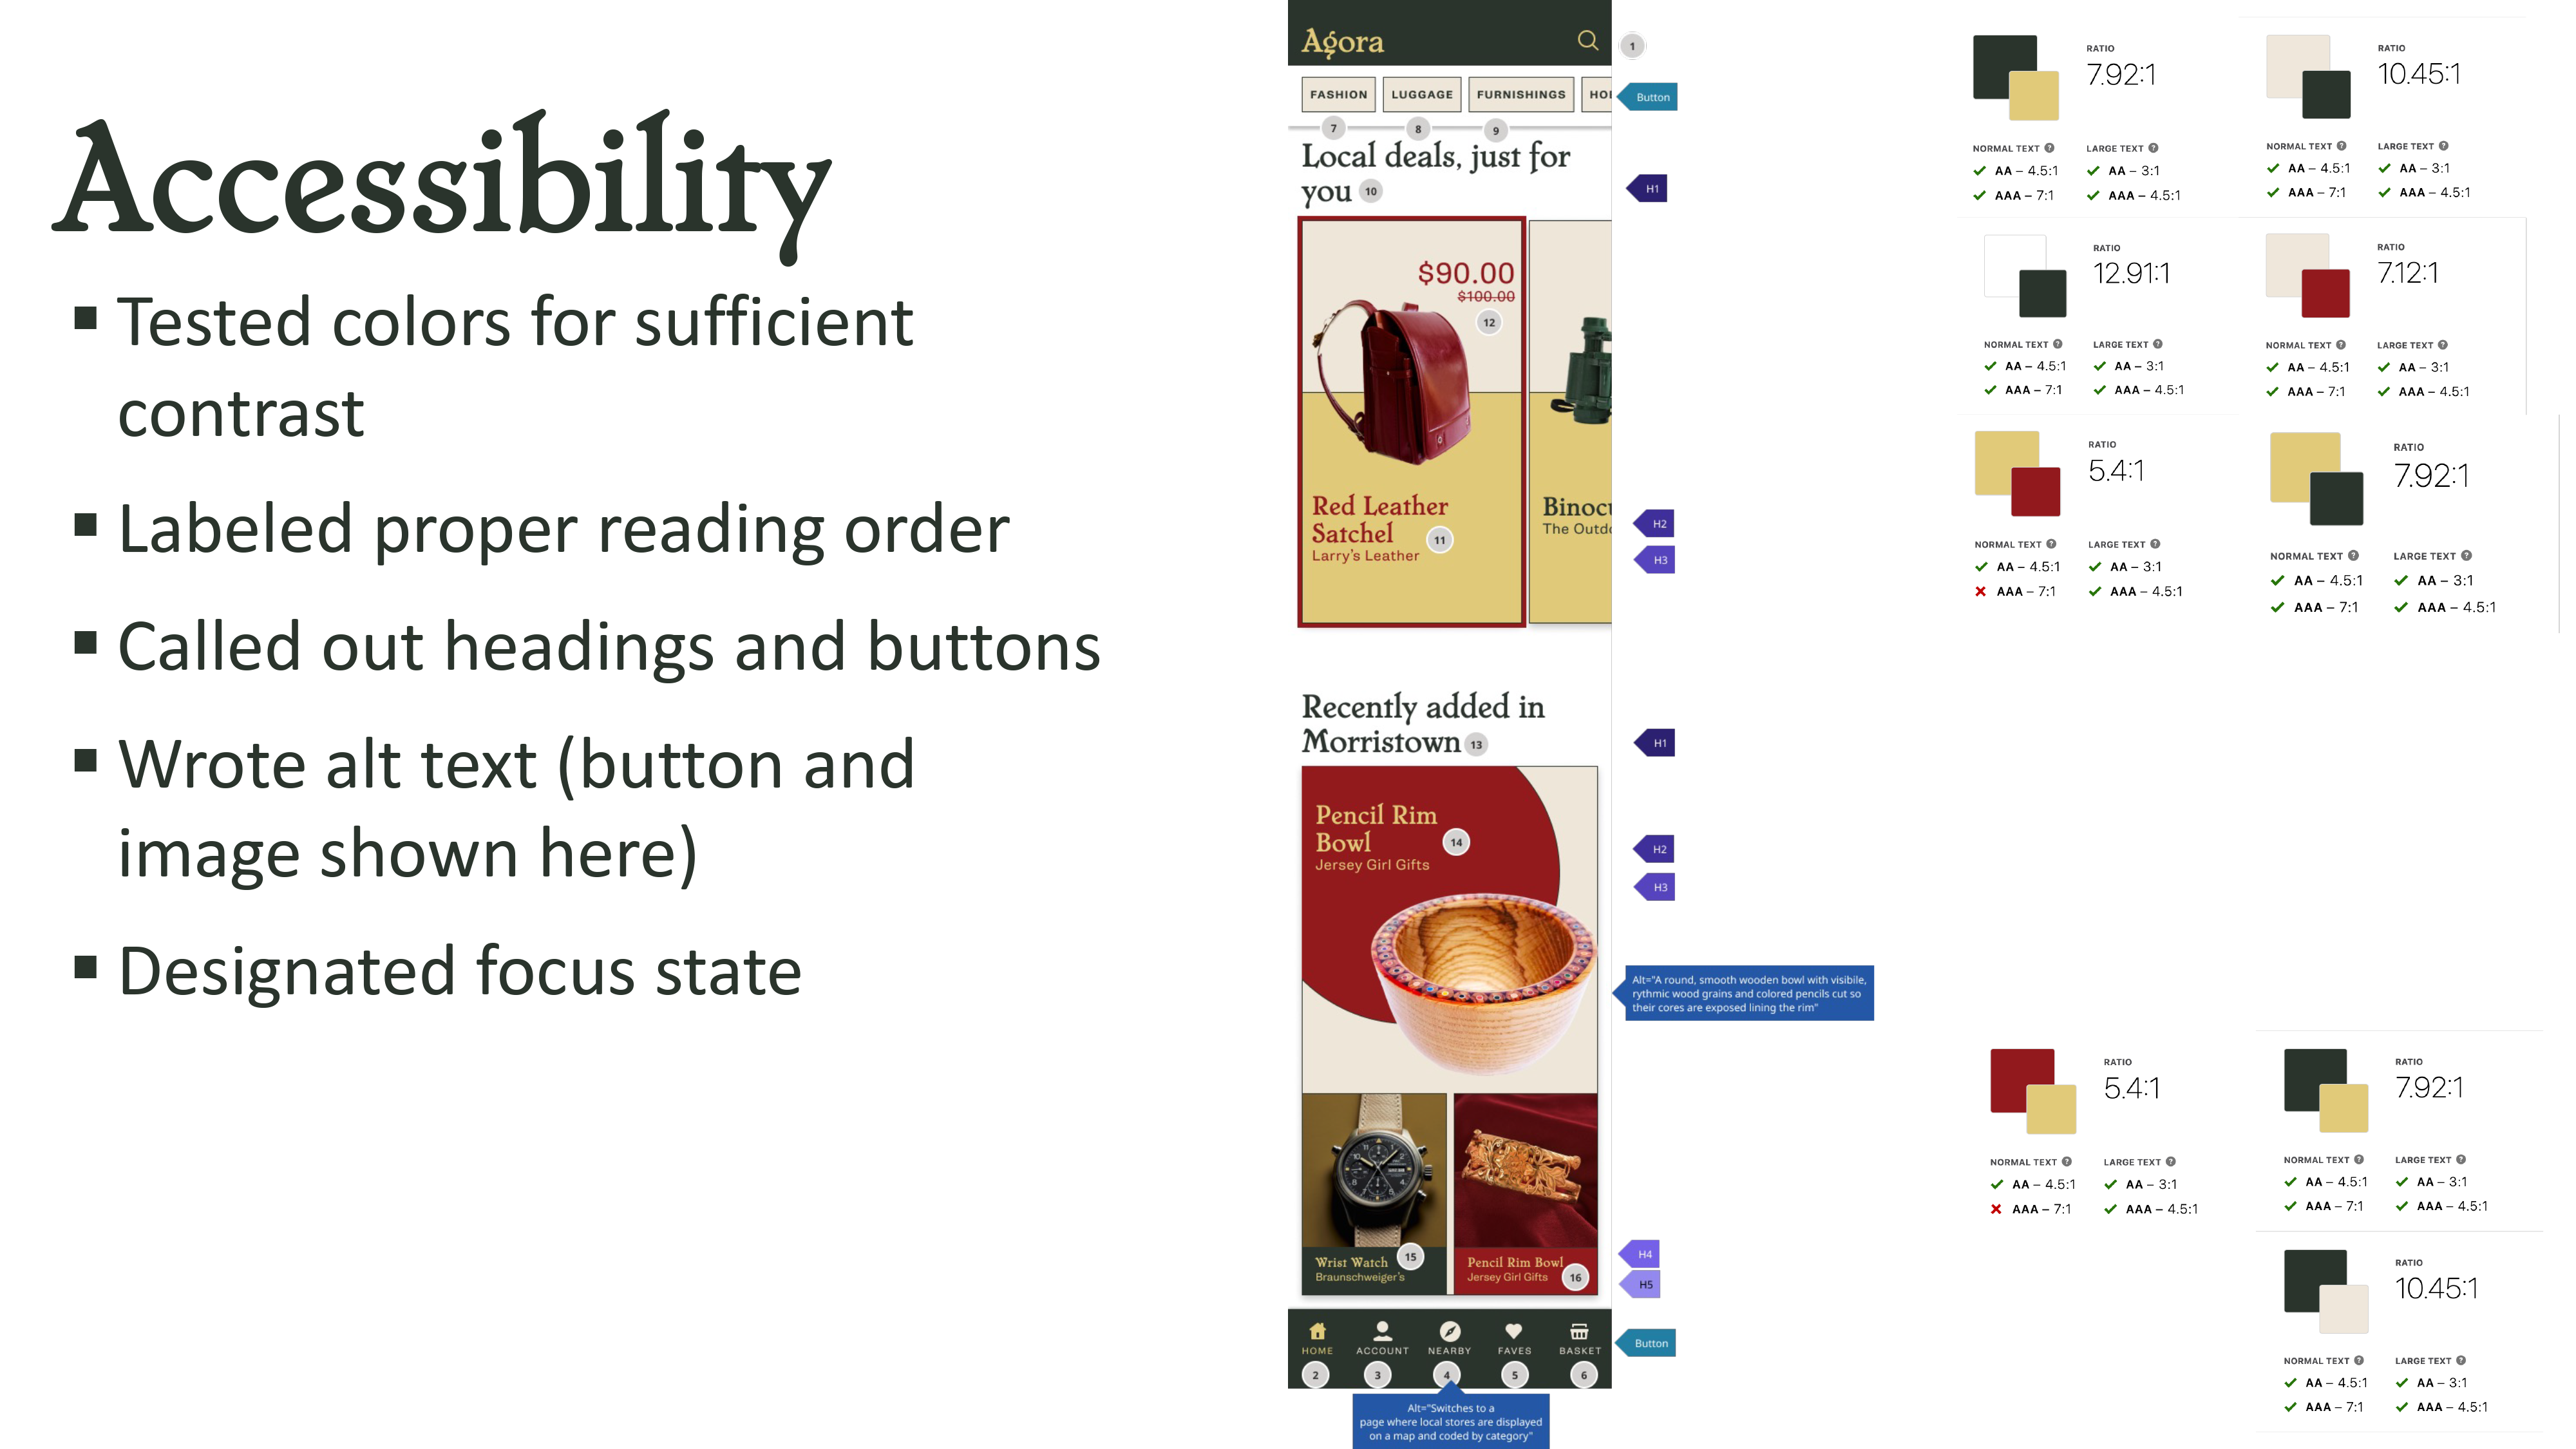 Accessibility
▪ Tested colors for sufficient
contrast
▪ Labeled proper reading order
▪ Called out headings and buttons
▪ Wrote alt text (button and
image shown here)
▪ Designated focus state
Agora
1
FASHION LUGGAGE FURNISHINGS HO
Button
7 8 9
Local deals, just for
you 10
H1
$90.00
$100.00
12
Red Leather
Satchel
11
Larry's Leather
Binoc
The Outd
H2
H3
Recently added in
Morristown 13
H1
Pencil Rim
Bowl
14
Jersey Girl Gifts
H2
H3
Alt="A round, smooth wooden bowl with visibile,
rythmic wood grains and colored pencils cut so
their cores are exposed lining the rim"
Wrist Watch 15
Braunschweiger's
Pencil Rim Bowl
Jersey Girl Gifts 16
H4
H5
HOME ACCOUNT NEARBY FAVES BASKET
Button
2 3 4 5 6
Alt="Switches to a
page where local stores are displayed
on a map and coded by category"
RATIO
7.92:1
NORMAL TEXT ? LARGE TEXT ?
✓ AA – 4.5:1 ✓ AA – 3:1
✓ AAA – 7:1 ✓ AAA – 4.5:1
RATIO
10.45:1
NORMAL TEXT ? LARGE TEXT ?
✓ AA – 4.5:1 ✓ AA – 3:1
✓ AAA – 7:1 ✓ AAA – 4.5:1
RATIO
12.91:1
NORMAL TEXT ? LARGE TEXT ?
✓ AA – 4.5:1 ✓ AA – 3:1
✓ AAA – 7:1 ✓ AAA – 4.5:1
RATIO
7.12:1
NORMAL TEXT ? LARGE TEXT ?
✓ AA – 4.5:1 ✓ AA – 3:1
✓ AAA – 7:1 ✓ AAA – 4.5:1
RATIO
5.4:1
NORMAL TEXT ? LARGE TEXT ?
✓ AA – 4.5:1 ✓ AA – 3:1
✗ AAA – 7:1 ✓ AAA – 4.5:1
RATIO
7.92:1
NORMAL TEXT ? LARGE TEXT ?
✓ AA – 4.5:1 ✓ AA – 3:1
✓ AAA – 7:1 ✓ AAA – 4.5:1
RATIO
5.4:1
NORMAL TEXT ? LARGE TEXT ?
✓ AA – 4.5:1 ✓ AA – 3:1
✗ AAA – 7:1 ✓ AAA – 4.5:1
RATIO
7.92:1
NORMAL TEXT ? LARGE TEXT ?
✓ AA – 4.5:1 ✓ AA – 3:1
✓ AAA – 7:1 ✓ AAA – 4.5:1
RATIO
10.45:1
NORMAL TEXT ? LARGE TEXT ?
✓ AA – 4.5:1 ✓ AA – 3:1
✓ AAA – 7:1 ✓ AAA – 4.5:1